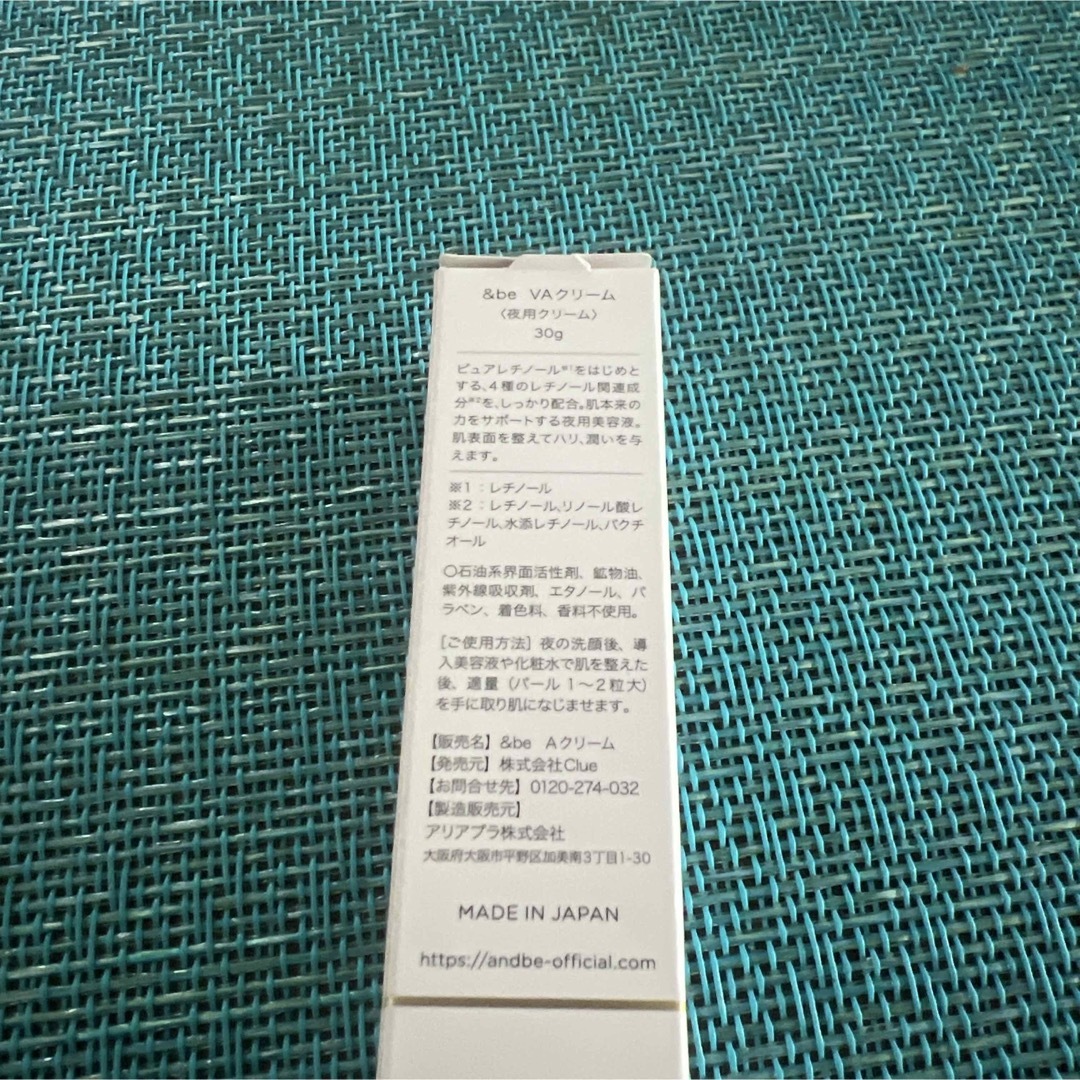 &be VAクリーム
〈夜用クリーム〉
30g
ピュアレチノール※1をはじめと
する、4種のレチノール関連成
分※2を、しっかり配合。肌本来の
力をサポートする夜用美容液。
肌表面を整えてハリ、潤いを与
えます。
※1：レチノール
※2：レチノール、リノール酸レ
チノール、水添レチノール、バクチ
オール
〇石油系界面活性剤、鉱物油、
紫外線吸収剤、エタノール、パ
ラベン、着色料、香料不使用。
［ご使用方法］夜の洗顔後、導
入美容液や化粧水で肌を整えた
後、適量（パール1〜2粒大）
を手に取り肌になじませます。
【販売名】&be Aクリーム
【発売元】株式会社Clue
【お問合せ先】0120-274-032
【製造販売元】
アリアプラ株式会社
大阪府大阪市平野区加美南3丁目1-30
MADE IN JAPAN
https://andbe-official.com